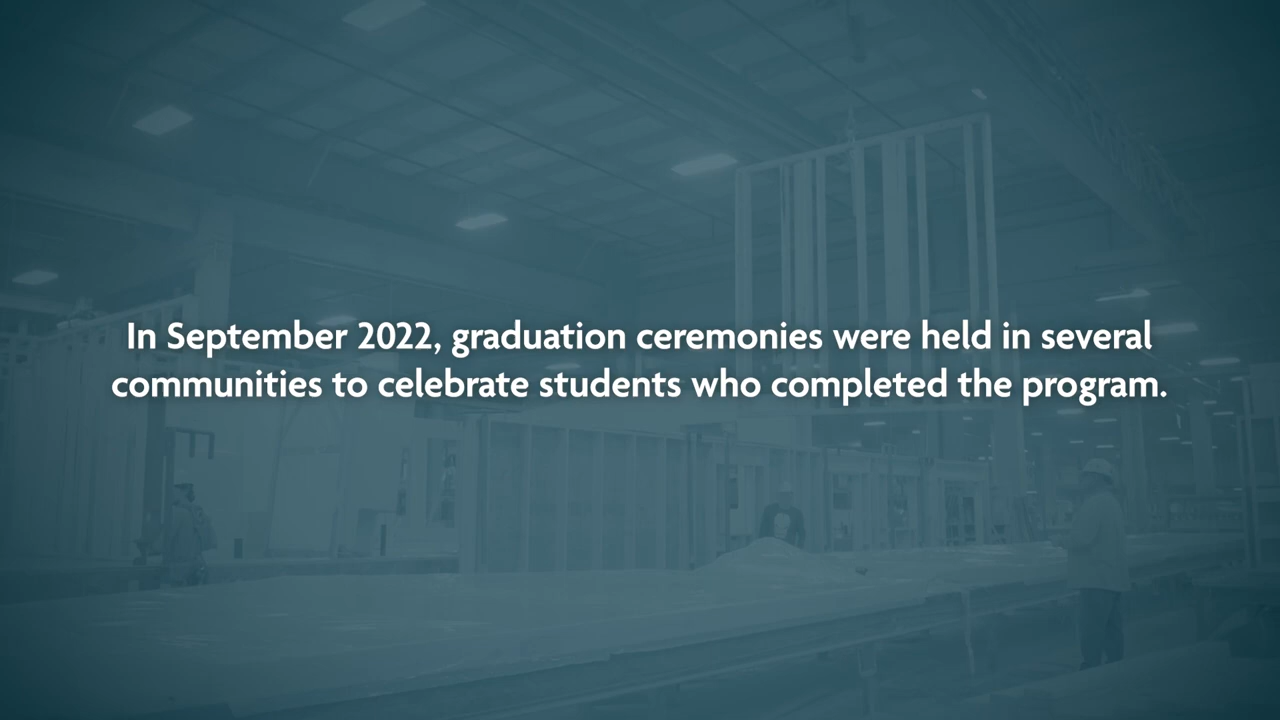 In September 2022, graduation ceremonies were held in several
communities to celebrate students who completed the program.